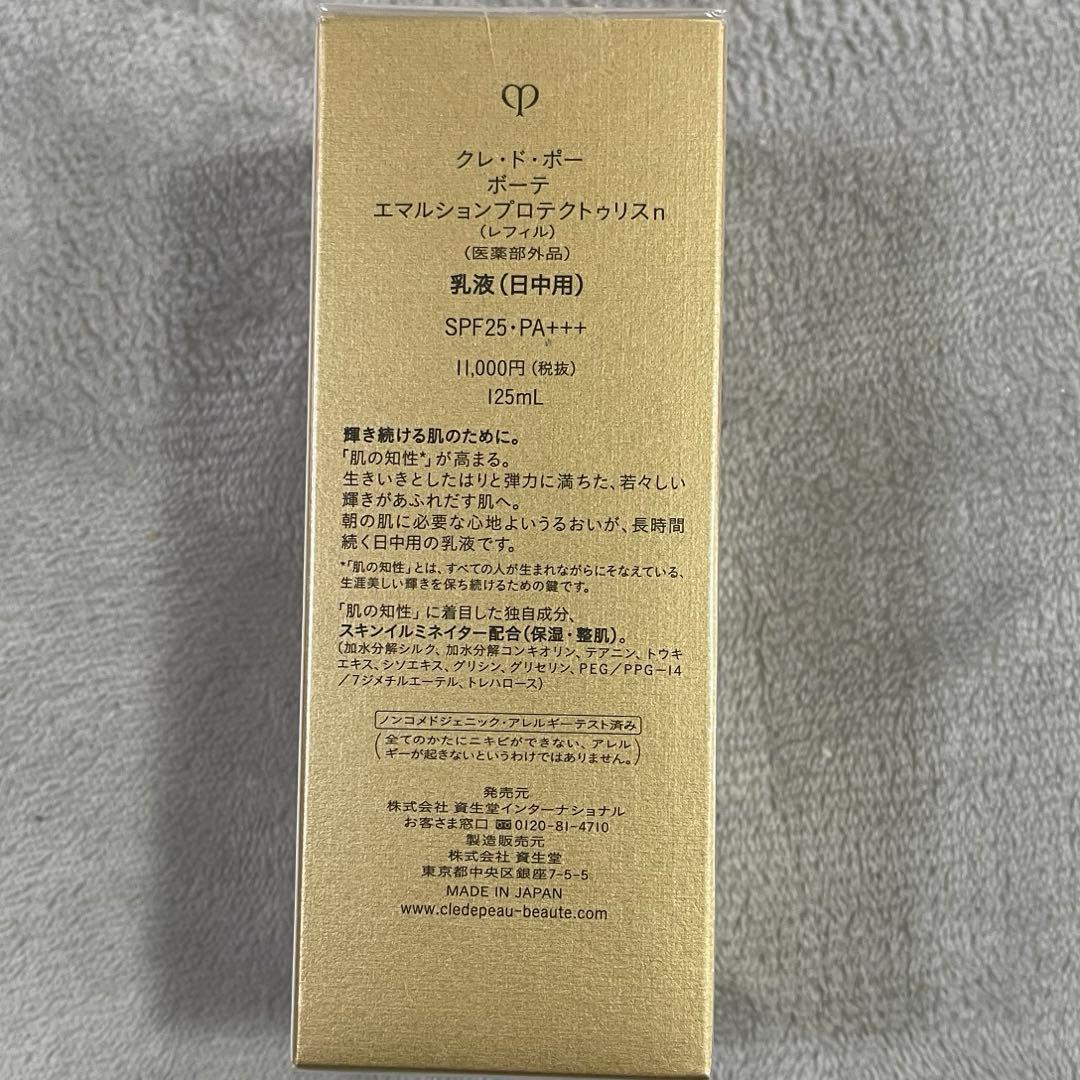 クレ・ド・ポー
ボーテ
エマルションプロテクトゥリスn
(レフィル)
(医薬部外品)
乳液(日中用)
SPF25・PA+++
11,000円(税抜)
125mL
輝き続ける肌のために。
「肌の知性*」が高まる。
生きいきとしたはりと弾力に満ちた、若々しい
輝きがあふれだす肌へ。
朝の肌に必要な心地よいうるおいが、長時間
続く日中用の乳液です。
*「肌の知性」とは、すべての人が生まれながらにそなえている、
生涯美しい輝きを保ち続けるための鍵です。
「肌の知性」に着目した独自成分、
スキンイルミネイター配合(保湿・整肌)。
(加水分解シルク、加水分解コンキオリン、テアニン、トウキ
エキス、シソエキス、グリシン、グリセリン、PEG/PPG-14
/7ジメチルエーテル、トレハロース)
ノンコメドジェニック・アレルギーテスト済み
(全てのかたにニキビができない、アレル
ギーが起きないというわけではありません。)
発売元
株式会社 資生堂インターナショナル
お客さま窓口 0120-81-4710
製造販売元
株式会社 資生堂
東京都中央区銀座7-5-5
MADE IN JAPAN
www.cledepeau-beaute.com